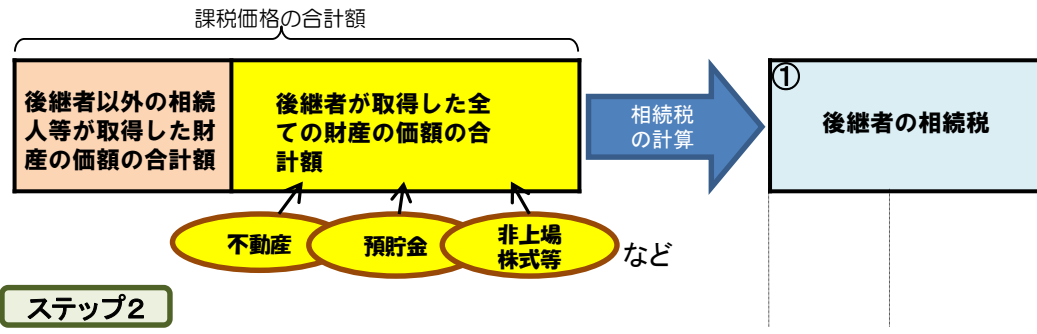 課税価格の合計額
後継者以外の相続
人等が取得した財
産の価額の合計額
後継者が取得した全
ての財産の価額の合
計額
相続税
の計算
①
後継者の相続税
不動産
預貯金
非上場
株式等
など
ステップ2